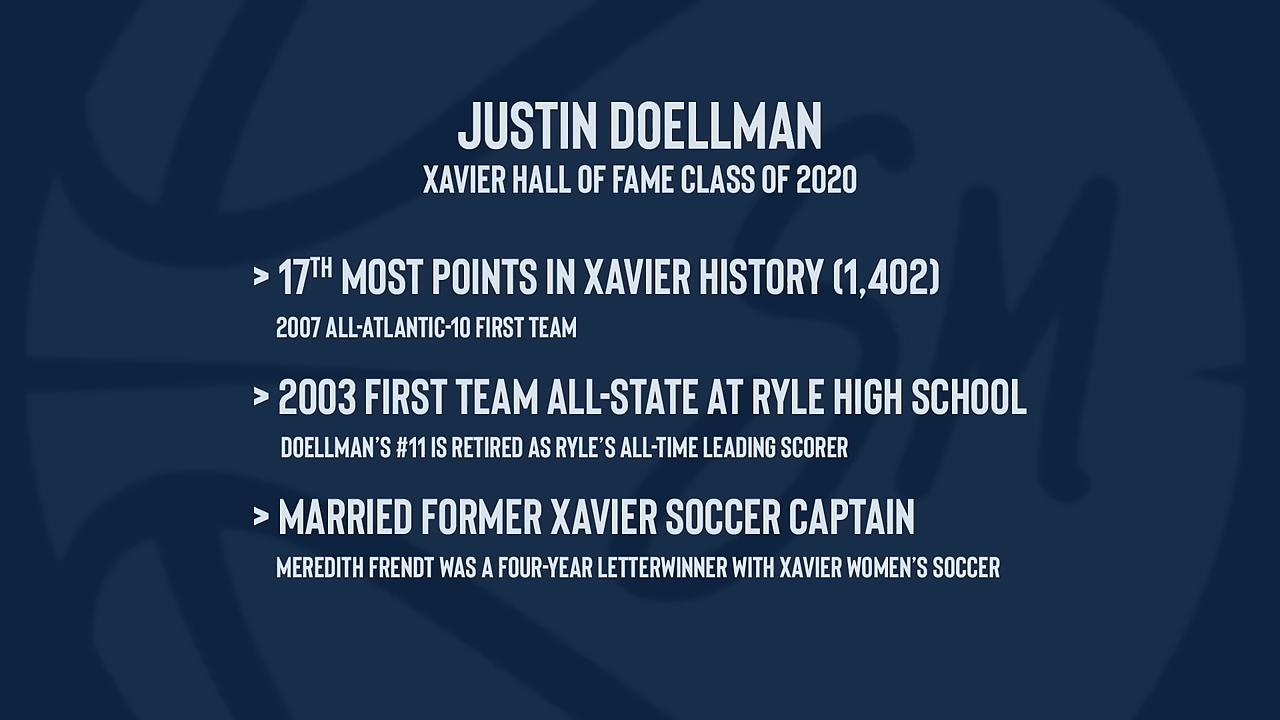 JUSTIN DOELLMAN
XAVIER HALL OF FAME CLASS OF 2020
> 17TH MOST POINTS IN XAVIER HISTORY (1,402)
2007 ALL-ATLANTIC-10 FIRST TEAM
> 2003 FIRST TEAM ALL-STATE AT RYLE HIGH SCHOOL
DOELLMAN'S #11 IS RETIRED AS RYLE'S ALL-TIME LEADING SCORER
> MARRIED FORMER XAVIER SOCCER CAPTAIN
MEREDITH FRENDT WAS A FOUR-YEAR LETTERWINNER WITH XAVIER WOMEN'S SOCCER
SM